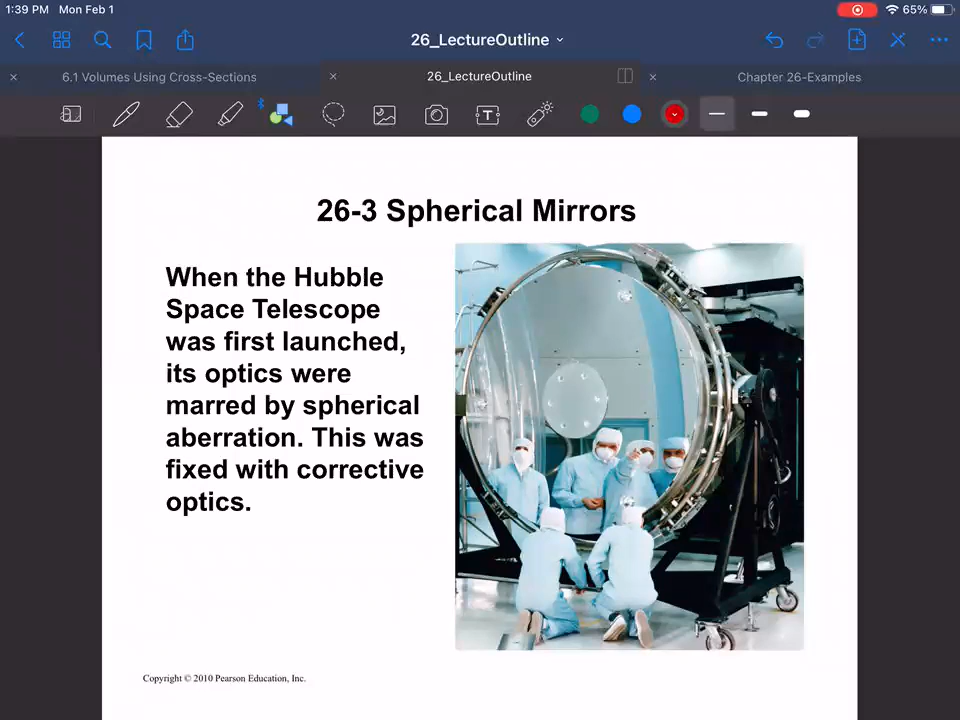 1:39 PM Mon Feb 1 65%
26_LectureOutline
6.1 Volumes Using Cross-Sections 26_LectureOutline Chapter 26-Examples
T
26-3 Spherical Mirrors
When the Hubble
Space Telescope
was first launched,
its optics were
marred by spherical
aberration. This was
fixed with corrective
optics.
Copyright © 2010 Pearson Education, Inc.